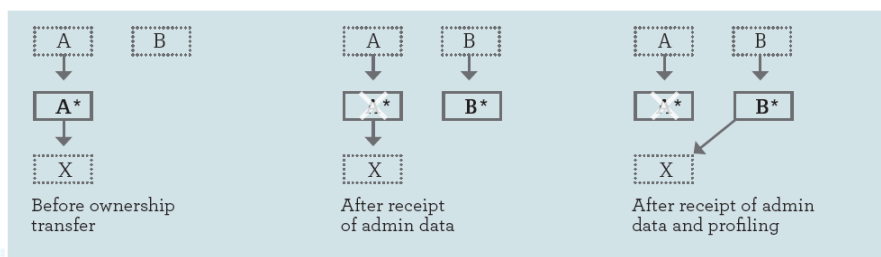 A B A B A B
A* A* B* A* B*
X X X
Before ownership
transfer
After receipt
of admin data
After receipt of admin
data and profiling